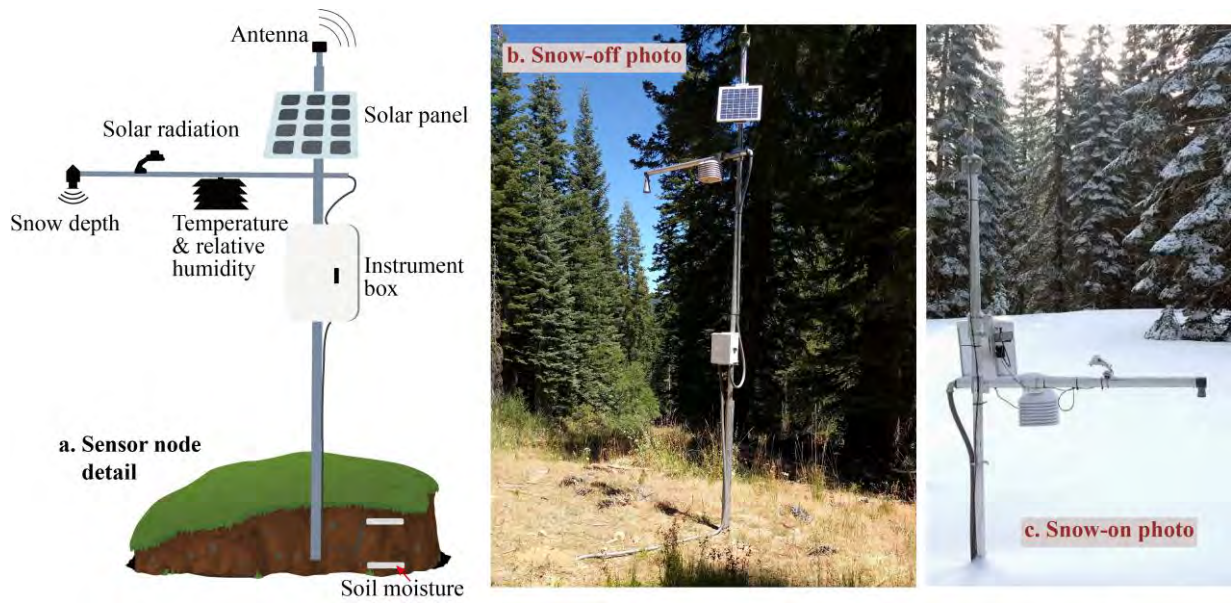 Antenna
Solar panel
Solar radiation
Snow depth
Temperature
& relative
humidity
Instrument
box
a. Sensor node
detail
Soil moisture
b. Snow-off photo
c. Snow-on photo